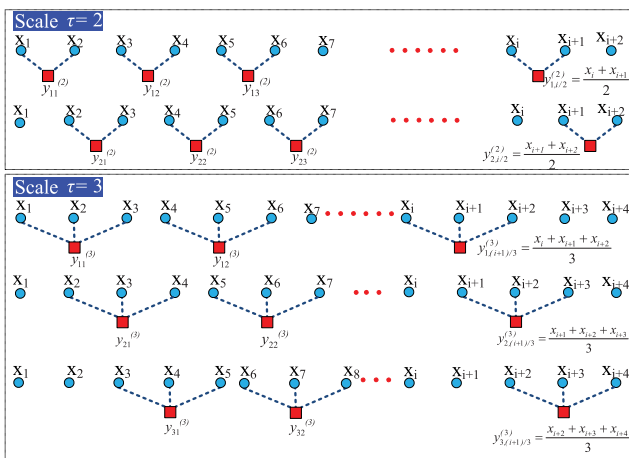 Scale τ= 2
x₁ x₂ x₃ x₄ x₅ x₆ x₇ xᵢ xᵢ₊₁ xᵢ₊₂
y₁₁⁽²⁾ y₁₂⁽²⁾ y₁₃⁽²⁾ y₁,ᵢ/₂⁽²⁾ = (xᵢ + xᵢ₊₁)/2
x₁ x₂ x₃ x₄ x₅ x₆ x₇ xᵢ xᵢ₊₁ xᵢ₊₂
y₂₁⁽²⁾ y₂₂⁽²⁾ y₂₃⁽²⁾ y₂,ᵢ/₂⁽²⁾ = (xᵢ₊₁ + xᵢ₊₂)/2
Scale τ= 3
x₁ x₂ x₃ x₄ x₅ x₆ x₇ xᵢ xᵢ₊₁ xᵢ₊₂ xᵢ₊₃ xᵢ₊₄
y₁₁⁽³⁾ y₁₂⁽³⁾ y₁,₍ᵢ₊₁₎/₃⁽³⁾ = (xᵢ + xᵢ₊₁ + xᵢ₊₂)/3
x₁ x₂ x₃ x₄ x₅ x₆ x₇ xᵢ xᵢ₊₁ xᵢ₊₂ xᵢ₊₃ xᵢ₊₄
y₂₁⁽³⁾ y₂₂⁽³⁾ y₂,₍ᵢ₊₁₎/₃⁽³⁾ = (xᵢ₊₁ + xᵢ₊₂ + xᵢ₊₃)/3
x₁ x₂ x₃ x₄ x₅ x₆ x₇ x₈ xᵢ xᵢ₊₁ xᵢ₊₂ xᵢ₊₃ xᵢ₊₄
y₃₁⁽³⁾ y₃₂⁽³⁾ y₃,₍ᵢ₊₁₎/₃⁽³⁾ = (xᵢ₊₂ + xᵢ₊₃ + xᵢ₊₄)/3